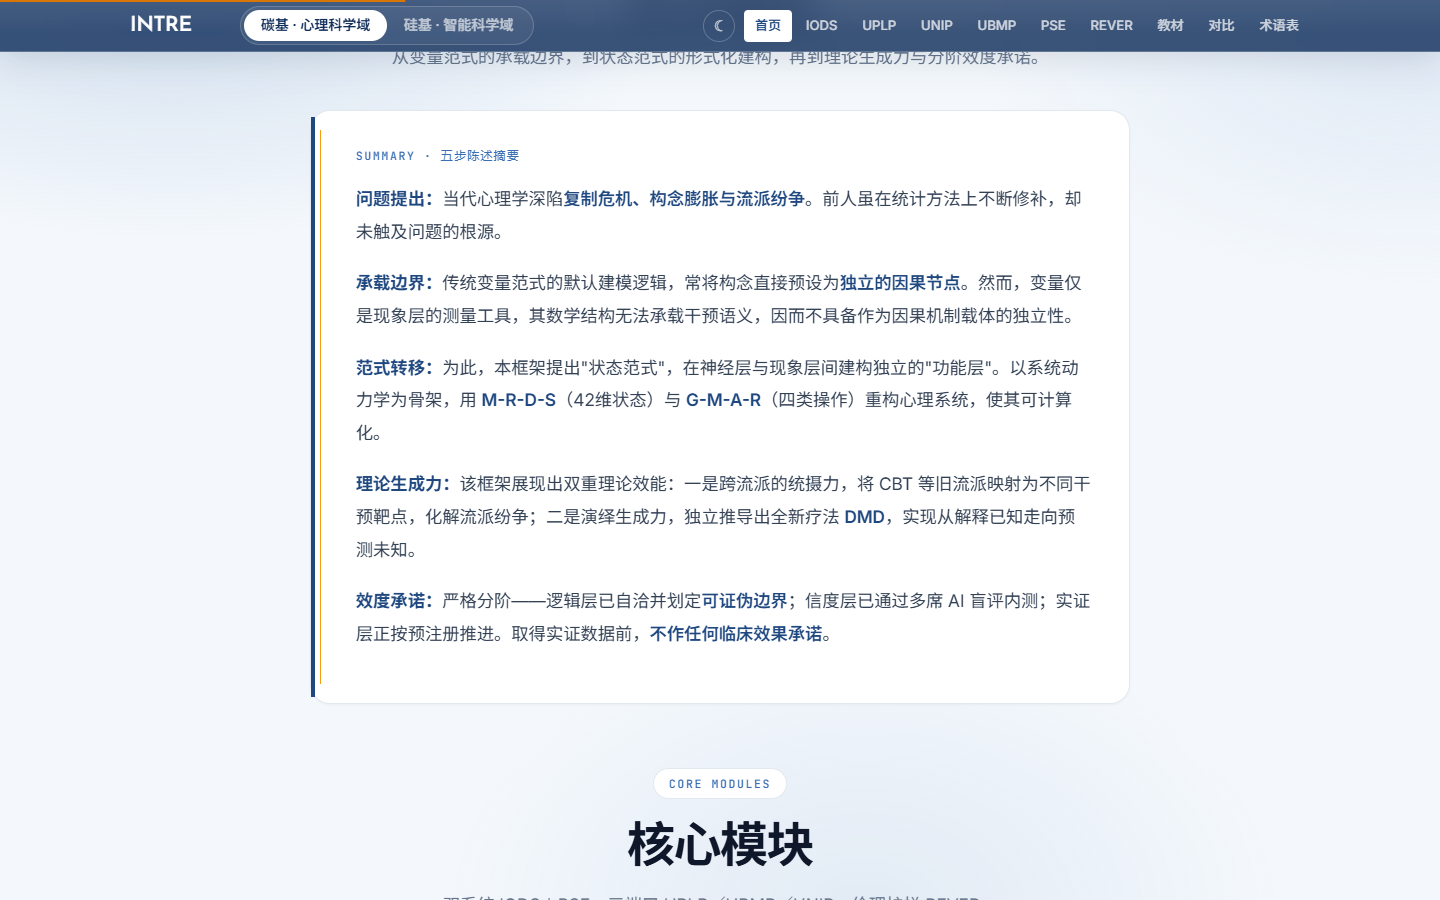 INTRE
碳基 · 心理科学域
硅基 · 智能科学域
首页
IODS
UPLP
UNIP
UBMP
PSE
REVER
教材
对比
术语表
从变量范式的承载边界，到状态范式的形式化建构，再到理论生成力与分阶效度承诺。
SUMMARY · 五步陈述摘要
问题提出：当代心理学深陷复制危机、构念膨胀与流派纷争。前人虽在统计方法上不断修补，却
未触及问题的根源。
承载边界：传统变量范式的默认建模逻辑，常将构念直接预设为独立的因果节点。然而，变量仅
是现象层的测量工具，其数学结构无法承载干预语义，因而不具备作为因果机制载体的独立性。
范式转移：为此，本框架提出"状态范式"，在神经层与现象层间建构独立的"功能层"。以系统动
力学为骨架，用 M-R-D-S（42维状态）与 G-M-A-R（四类操作）重构心理系统，使其可计算
化。
理论生成力：该框架展现出双重理论效能：一是跨流派的统摄力，将 CBT 等旧流派映射为不同干
预靶点，化解流派纷争；二是演绎生成力，独立推导出全新疗法 DMD，实现从解释已知走向预
测未知。
效度承诺：严格分阶——逻辑层已自洽并划定可证伪边界；信度层已通过多席 AI 盲评内测；实证
层正按预注册推进。取得实证数据前，不作任何临床效果承诺。
CORE MODULES
核心模块